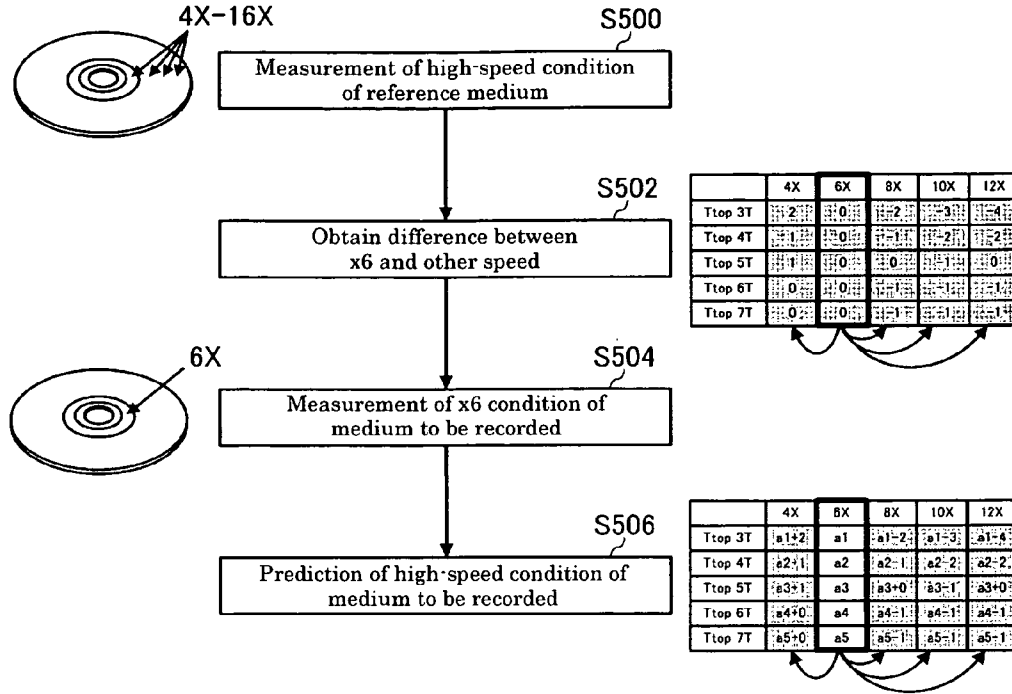 4X-16X
S500
Measurement of high-speed condition
of reference medium
S502
Obtain difference between
x6 and other speed
4X 6X 8X 10X 12X
Ttop 3T 2 0 -2 -3 -4
Ttop 4T 1 0 -1 -2 -2
Ttop 5T 1 0 0 -1 0
Ttop 6T 0 0 -1 -1 -1
Ttop 7T 0 0 -1 -1 -1
6X
S504
Measurement of x6 condition of
medium to be recorded
S506
Prediction of high-speed condition of
medium to be recorded
4X 6X 8X 10X 12X
Ttop 3T a1+2 a1 a1-2 a1-3 a1-4
Ttop 4T a2+1 a2 a2-1 a2-2 a2-2
Ttop 5T a3+1 a3 a3+0 a3-1 a3+0
Ttop 6T a4+0 a4 a4-1 a4-1 a4-1
Ttop 7T a5+0 a5 a5-1 a5-1 a5-1